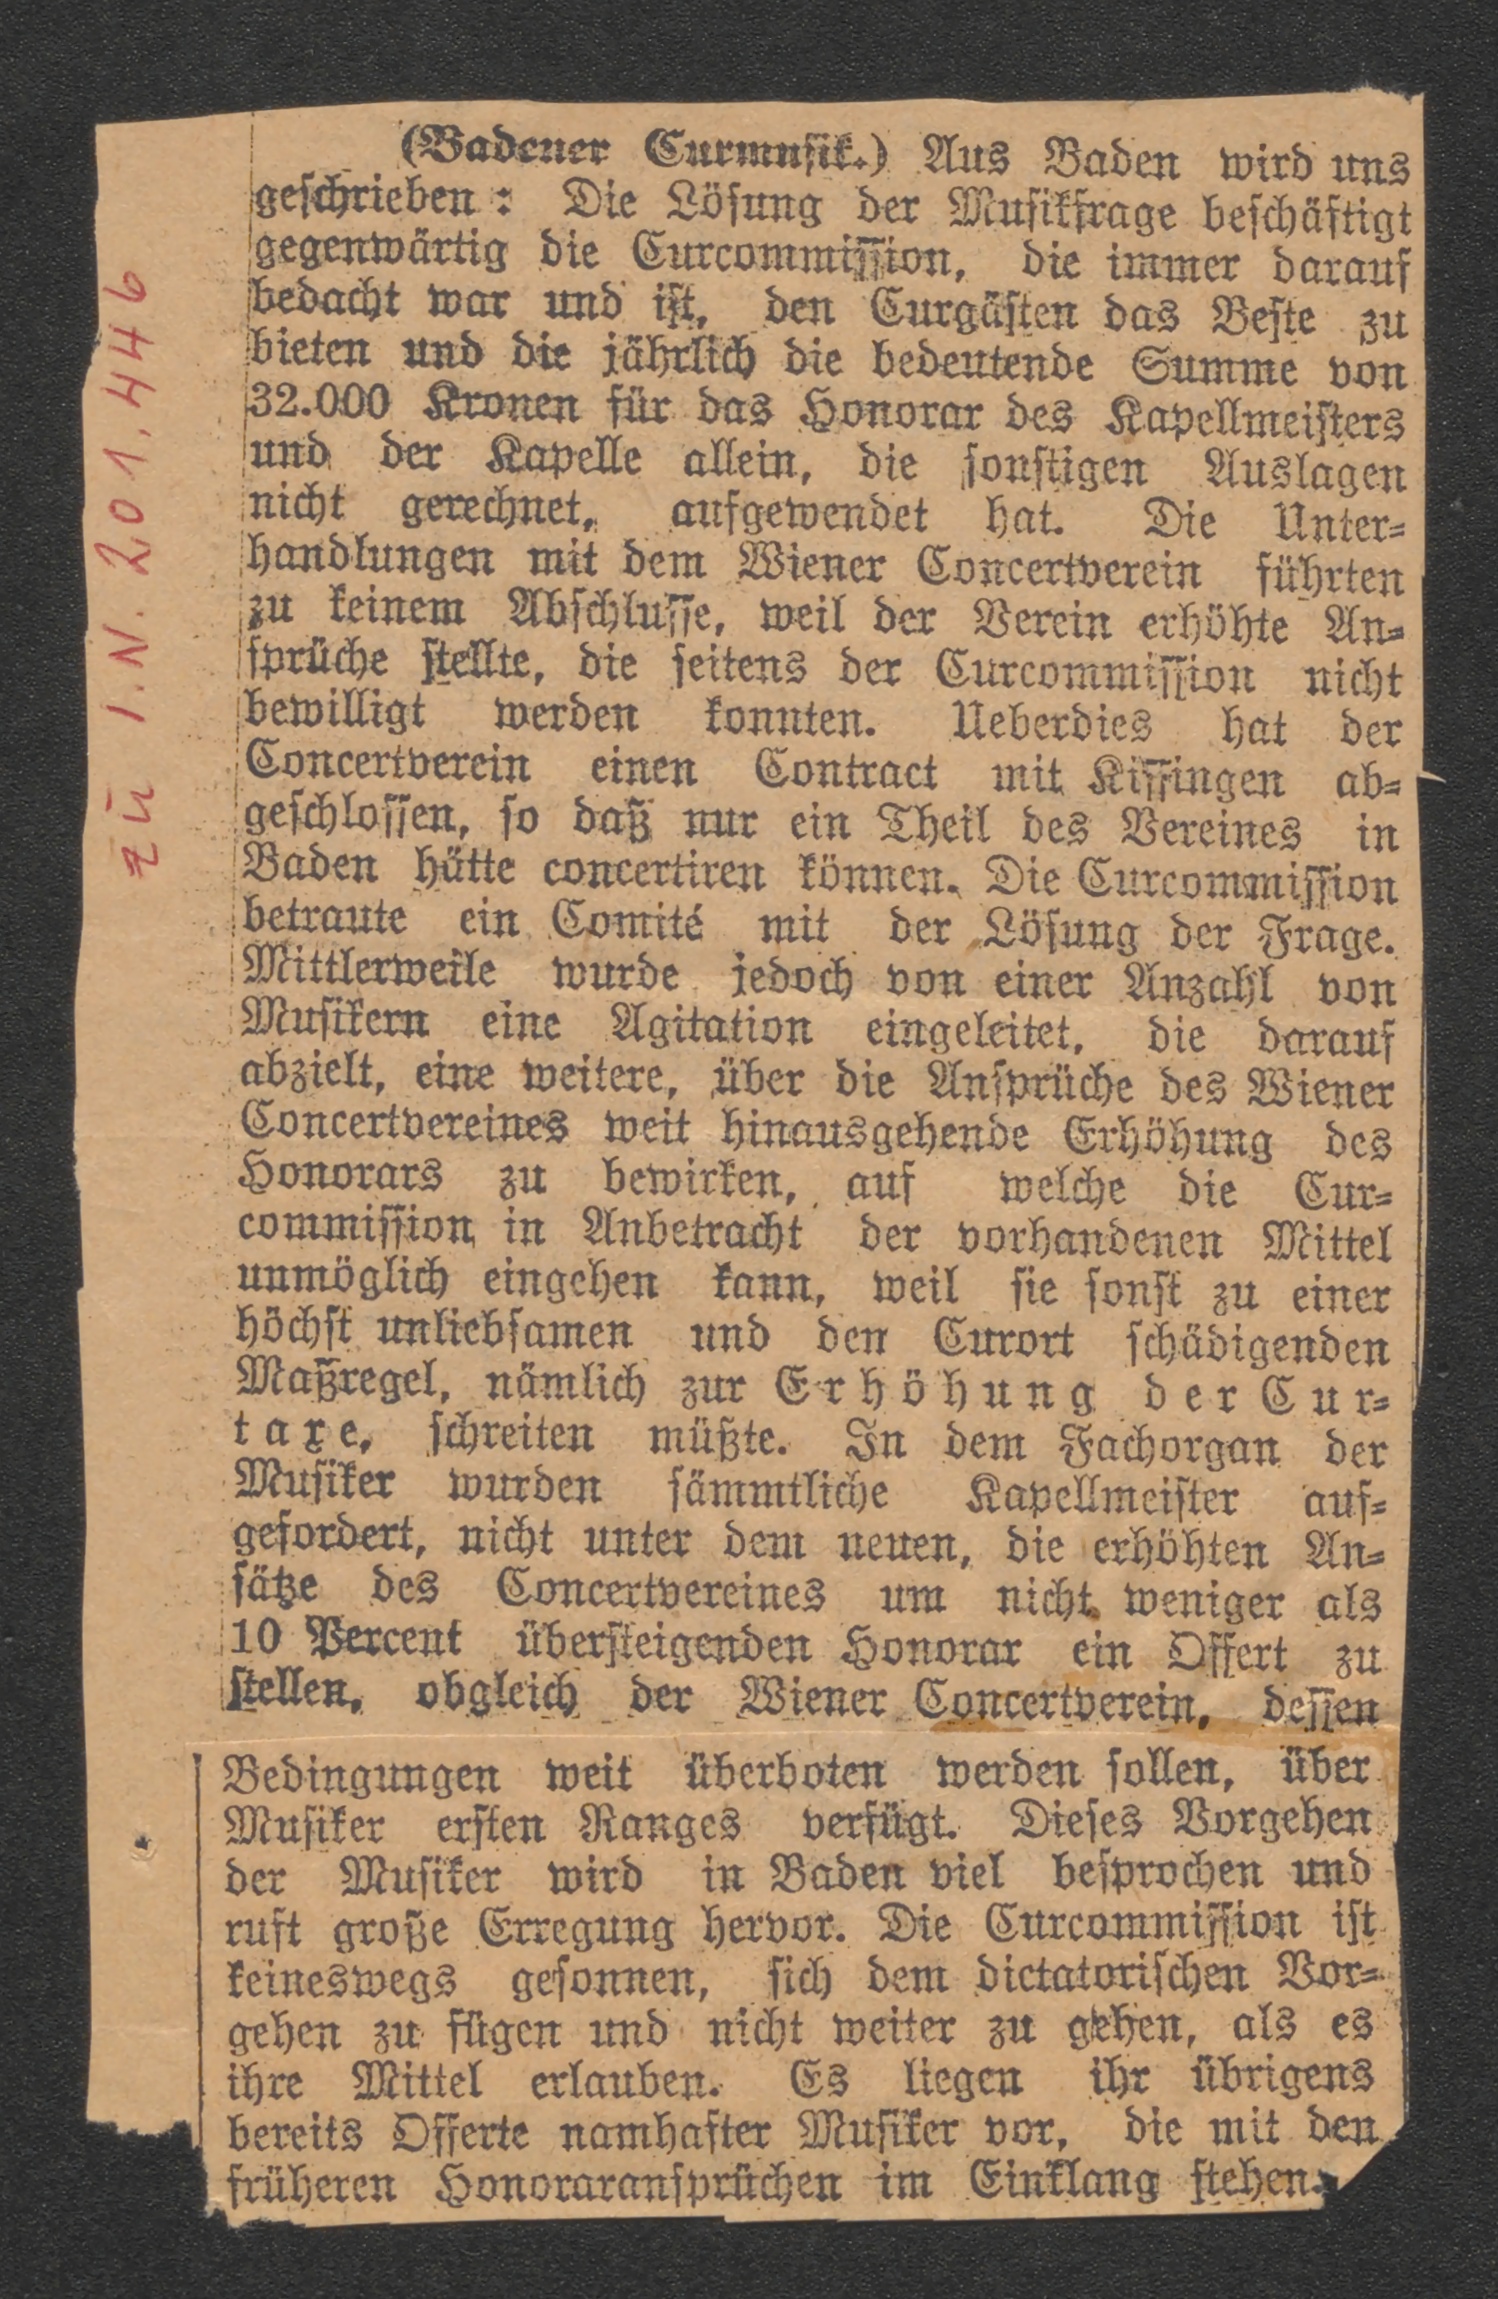 (Badener Curmusik.) Aus Baden wird uns
geschrieben: Die Lösung der Musikfrage beschäftigt
gegenwärtig die Curcommission, die immer darauf
bedacht war und ist, den Curgästen das Beste zu
bieten und die jährlich die bedeutende Summe von
32.000 Kronen für das Honorar des Kapellmeisters
und der Kapelle allein, die sonstigen Auslagen
nicht gerechnet, aufgewendet hat. Die Unter-
handlungen mit dem Wiener Concertverein führten
zu keinem Abschlusse, weil der Verein erhöhte An-
sprüche stellte, die seitens der Curcommission nicht
bewilligt werden konnten. Ueberdies hat der
Concertverein einen Contract mit Kissingen ab-
geschlossen, so daß nur ein Theil des Vereines in
Baden hätte concertiren können. Die Curcommission
betraute ein Comité mit der Lösung der Frage.
Mittlerweile wurde jedoch von einer Anzahl von
Musikern eine Agitation eingeleitet, die darauf
abzielt, eine weitere, über die Ansprüche des Wiener
Concertvereines weit hinausgehende Erhöhung des
Honorars zu bewirken, auf welche die Cur-
commission in Anbetracht der vorhandenen Mittel
unmöglich eingehen kann, weil sie sonst zu einer
höchst unliebsamen und den Curort schädigenden
Maßregel, nämlich zur Erhöhung der Cur-
taxe, schreiten müßte. In dem Fachorgan der
Musiker wurden sämmtliche Kapellmeister auf-
gefordert, nicht unter dem neuen, die erhöhten An-
sätze des Concertvereines um nicht weniger als
10 Percent übersteigenden Honorar ein Offert zu
stellen, obgleich der Wiener Concertverein, dessen
Bedingungen weit überboten werden sollen, über
Musiker ersten Ranges verfügt. Dieses Vorgehen
der Musiker wird in Baden viel besprochen und
ruft große Erregung hervor. Die Curcommission ist
keineswegs gesonnen, sich dem dictatorischen Vor-
gehen zu fügen und nicht weiter zu gehen, als es
ihre Mittel erlauben. Es liegen ihr übrigens
bereits Offerte namhafter Musiker vor, die mit den
früheren Honoraransprüchen im Einklang stehen.
zu I.N. 201.446